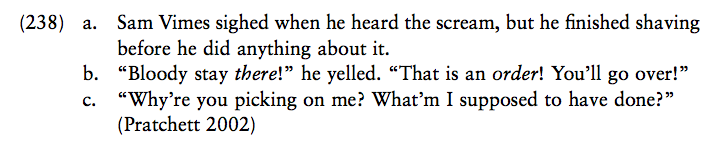 (238) a. Sam Vimes sighed when he heard the scream, but he finished shaving
before he did anything about it.
b. “Bloody stay there!” he yelled. “That is an order! You’ll go over!”
c. “Why’re you picking on me? What’m I supposed to have done?”
(Pratchett 2002)